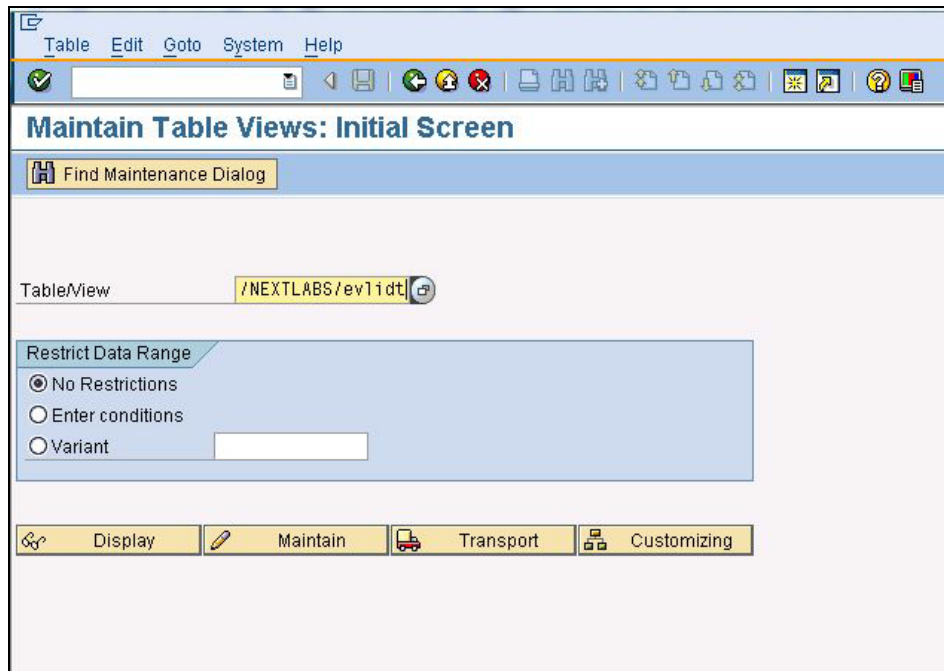 Table Edit Goto System Help
Maintain Table Views: Initial Screen
Find Maintenance Dialog
Table/View /NEXTLABS/evlidt
Restrict Data Range
No Restrictions
Enter conditions
Variant
Display Maintain Transport Customizing